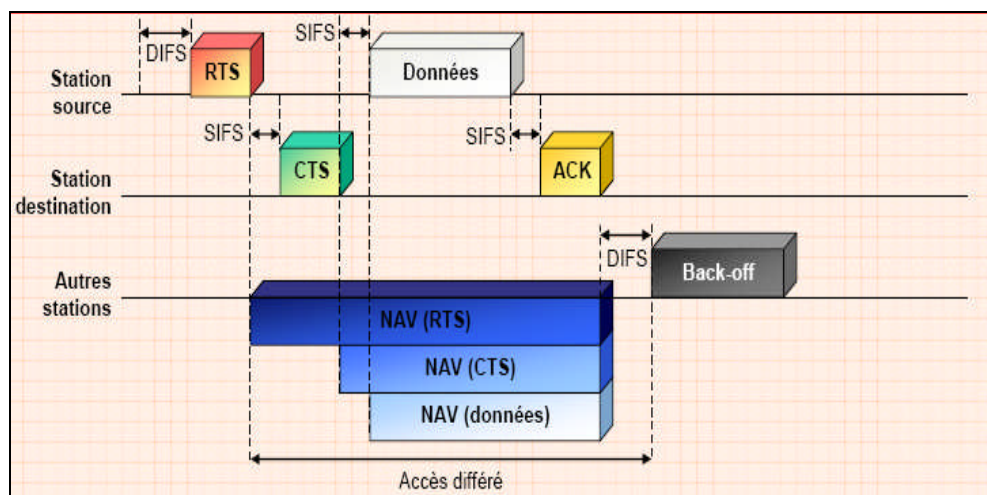 SIFS
DIFS
RTS
Données
Station
source
SIFS
SIFS
CTS
ACK
Station
destination
DIFS
Back-off
Autres
stations
NAV (RTS)
NAV (CTS)
NAV (données)
Accès différé